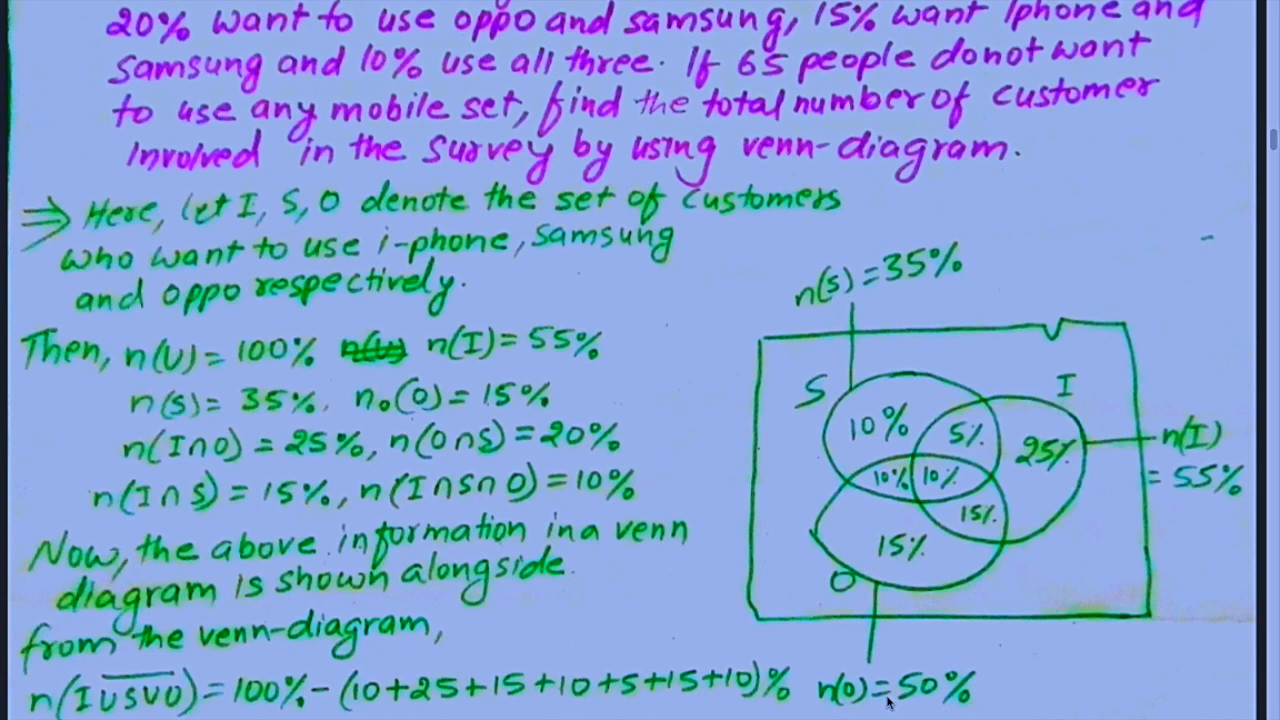 20% want to use oppo and samsung, 15% want Iphone and
samsung and 10% use all three. If 65 people donot want
to use any mobile set, find the total number of customer
involved in the survey by using venn-diagram.
⇒ Here, let I, S, O denote the set of customers
who want to use i-phone, samsung
and oppo respectively.
n(S) = 35%
Then, n(U) = 100% n(U) n(I) = 55%
n(S) = 35%, n₀(O) = 15%
n(I∩O) = 25%, n(O∩S) = 20%
n(I∩S) = 15%, n(I∩S∩O) = 10%
S I
10% 5% 25% n(I)
= 55%
10% 10%
15%
15%
O
Now, the above information in a venn
diagram is shown alongside.
from the venn-diagram,
n(I∪S∪O)‾ = 100% - (10+25+15+10+5+15+10)% n(O) = 50%